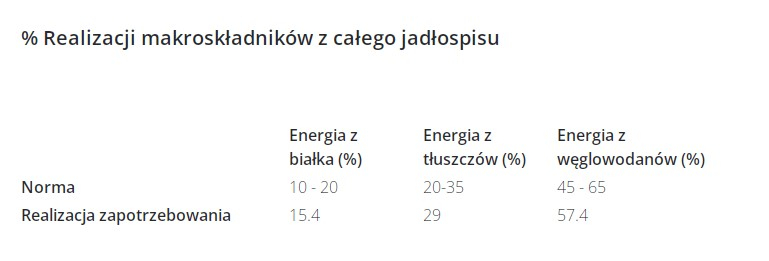 % Realizacji makroskładników z całego jadłospisu
Energia z białka (%) Energia z tłuszczów (%) Energia z węglowodanów (%)
Norma 10 - 20 20-35 45 - 65
Realizacja zapotrzebowania 15.4 29 57.4